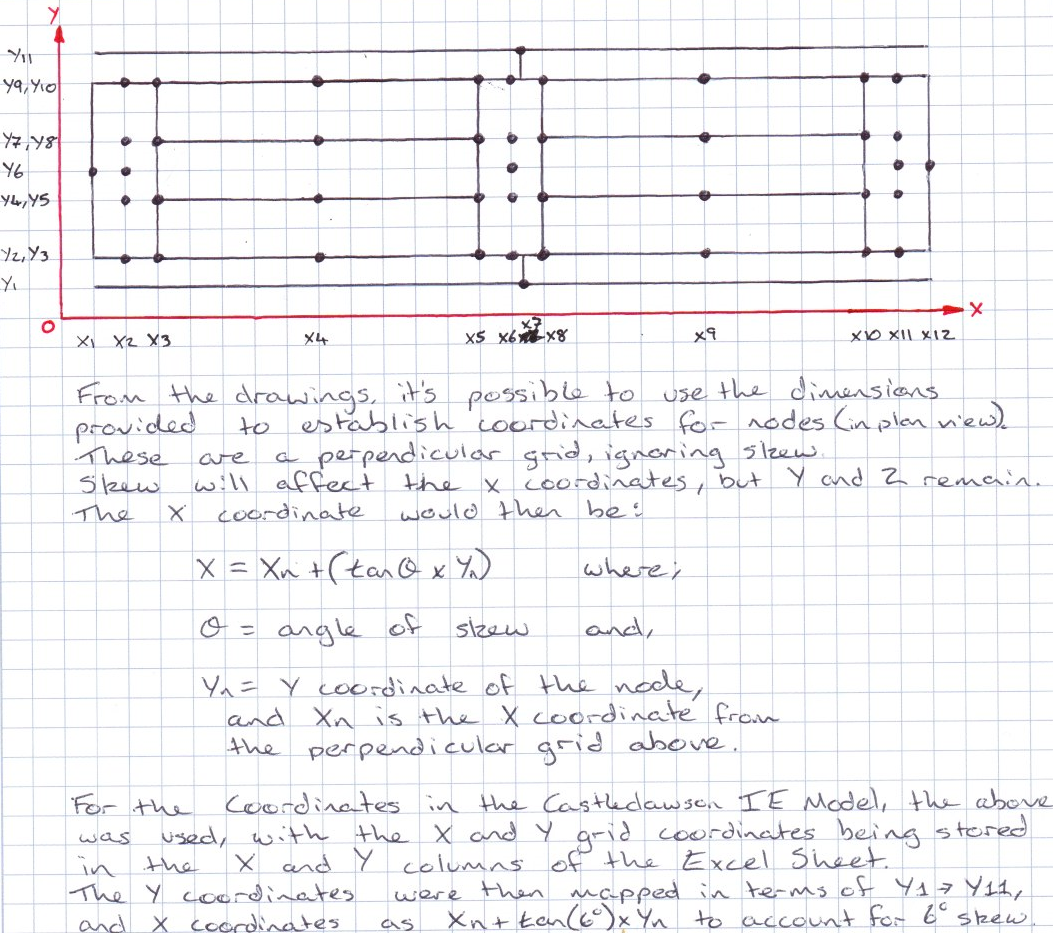 Y
Y11
Y9,Y10
Y7,Y8
Y6
Y4,Y5
Y2,Y3
Y1
O
X
X1 X2 X3 X4 X5 X6 X7 X8 X9 X10 X11 X12
From the drawings, it's possible to use the dimensions
provided to establish coordinates for nodes (in plan view).
These are a perpendicular grid, ignoring skew.
Skew will affect the X coordinates, but Y and Z remain.
The X coordinate would then be:
X = Xn + (tanθ x Yn) where;
θ = angle of skew and,
Yn = Y coordinate of the node,
and Xn is the X coordinate from
the perpendicular grid above.
For the Coordinates in the Castledawson IE Model, the above
was used, with the X and Y grid coordinates being stored
in the X and Y columns of the Excel Sheet.
The Y coordinates were then mapped in terms of Y1 → Y11,
and X coordinates as Xn + tan(6°) x Yn to account for 6° skew.